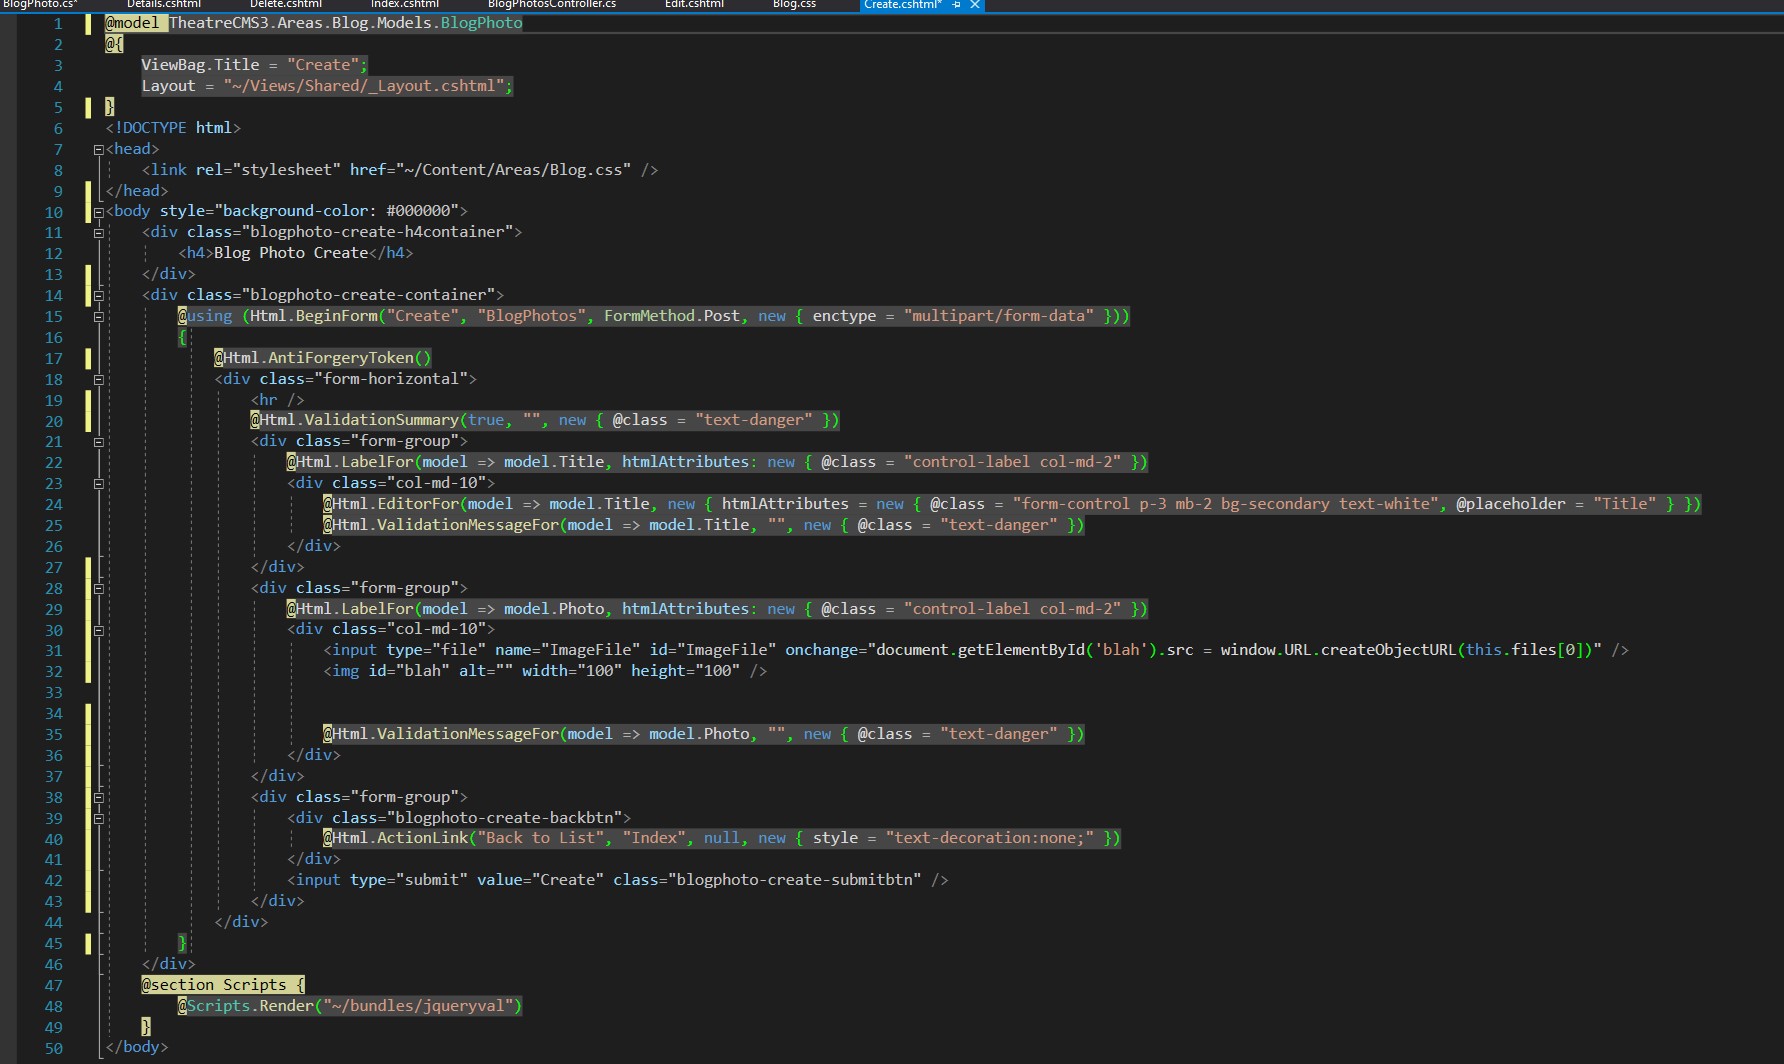 BlogPhoto.cs* Details.cshtml Delete.cshtml Index.cshtml BlogPhotosController.cs Edit.cshtml Blog.css Create.cshtml*
1 @model TheatreCMS3.Areas.Blog.Models.BlogPhoto
2 @{
3 ViewBag.Title = "Create";
4 Layout = "~/Views/Shared/_Layout.cshtml";
5 }
6 <!DOCTYPE html>
7 <head>
8 <link rel="stylesheet" href="~/Content/Areas/Blog.css" />
9 </head>
10 <body style="background-color: #000000">
11 <div class="blogphoto-create-h4container">
12 <h4>Blog Photo Create</h4>
13 </div>
14 <div class="blogphoto-create-container">
15 @using (Html.BeginForm("Create", "BlogPhotos", FormMethod.Post, new { enctype = "multipart/form-data" }))
16 {
17 @Html.AntiForgeryToken()
18 <div class="form-horizontal">
19 <hr />
20 @Html.ValidationSummary(true, "", new { @class = "text-danger" })
21 <div class="form-group">
22 @Html.LabelFor(model => model.Title, htmlAttributes: new { @class = "control-label col-md-2" })
23 <div class="col-md-10">
24 @Html.EditorFor(model => model.Title, new { htmlAttributes = new { @class = "form-control p-3 mb-2 bg-secondary text-white", @placeholder = "Title" } })
25 @Html.ValidationMessageFor(model => model.Title, "", new { @class = "text-danger" })
26 </div>
27 </div>
28 <div class="form-group">
29 @Html.LabelFor(model => model.Photo, htmlAttributes: new { @class = "control-label col-md-2" })
30 <div class="col-md-10">
31 <input type="file" name="ImageFile" id="ImageFile" onchange="document.getElementById('blah').src = window.URL.createObjectURL(this.files[0])" />
32 <img id="blah" alt="" width="100" height="100" />
33
34
35 @Html.ValidationMessageFor(model => model.Photo, "", new { @class = "text-danger" })
36 </div>
37 </div>
38 <div class="form-group">
39 <div class="blogphoto-create-backbtn">
40 @Html.ActionLink("Back to List", "Index", null, new { style = "text-decoration:none;" })
41 </div>
42 <input type="submit" value="Create" class="blogphoto-create-submitbtn" />
43 </div>
44 </div>
45 }
46 </div>
47 @section Scripts {
48 @Scripts.Render("~/bundles/jqueryval")
49 }
50 </body>